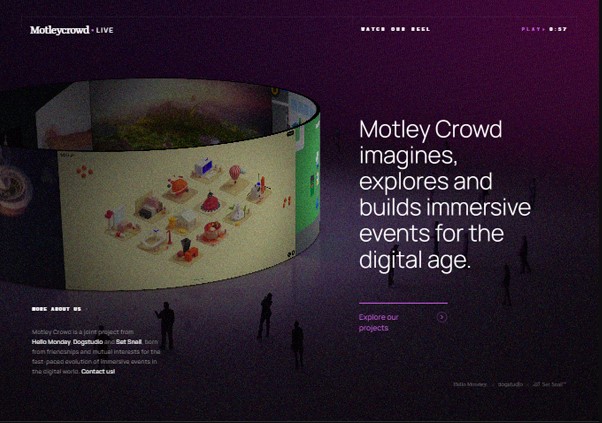 Motleycrowd • LIVE
WATCH OUR REEL
PLAY• 0:57
Motley Crowd
imagines,
explores and
builds immersive
events for the
digital age.
Explore our
projects
MORE ABOUT US
Motley Crowd is a joint project from
Hello Monday, Dogstudio and Set Snail, born
from friendships and mutual interests for the
fast-paced evolution of immersive events in
the digital world. Contact us!
Hello Monday
dogstudio
Set Snail